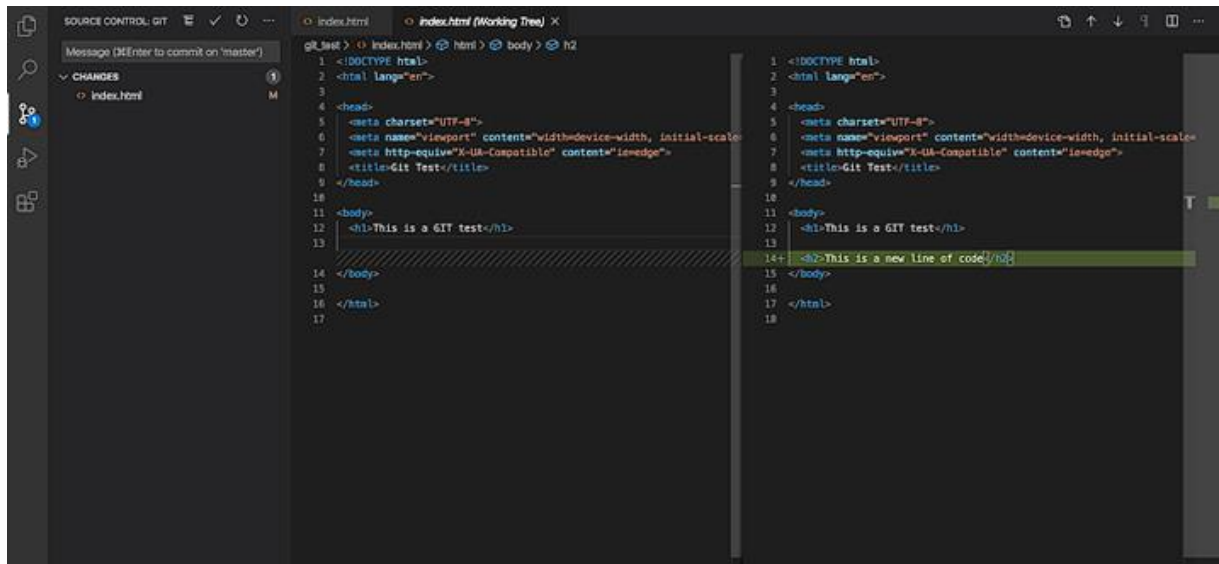 SOURCE CONTROL: GIT
Message (⌘Enter to commit on 'master')
CHANGES 1
index.html M
index.html index.html (Working Tree)
git_test > index.html > html > body > h2
1 <!DOCTYPE html>
2 <html lang="en">
3
4 <head>
5 <meta charset="UTF-8">
6 <meta name="viewport" content="width=device-width, initial-scale=
7 <meta http-equiv="X-UA-Compatible" content="ie=edge">
8 <title>Git Test</title>
9 </head>
10
11 <body>
12 <h1>This is a GIT test</h1>
13
14 </body>
15
16 </html>
17
1 <!DOCTYPE html>
2 <html lang="en">
3
4 <head>
5 <meta charset="UTF-8">
6 <meta name="viewport" content="width=device-width, initial-scale=
7 <meta http-equiv="X-UA-Compatible" content="ie=edge">
8 <title>Git Test</title>
9 </head>
10
11 <body>
12 <h1>This is a GIT test</h1>
13
14+ <h2>This is a new line of code</h2>
15 </body>
16
17 </html>
18
T